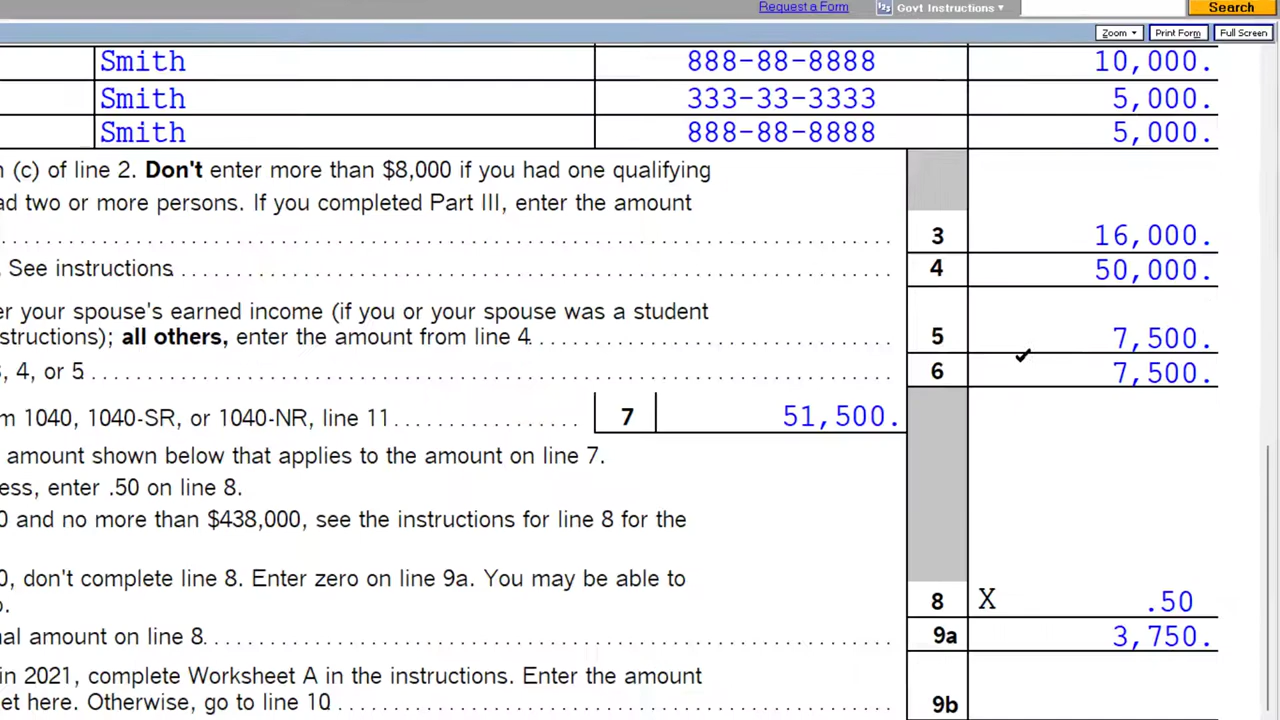 Request a Form Govt Instructions Search
Zoom Print Form Full Screen
Smith 888-88-8888 10,000.
Smith 333-33-3333 5,000.
Smith 888-88-8888 5,000.
(c) of line 2. Don't enter more than $8,000 if you had one qualifying
two or more persons. If you completed Part III, enter the amount
3 16,000.
. See instructions 4 50,000.
your spouse's earned income (if you or your spouse was a student
5 7,500.
); all others, enter the amount from line 4
, 4, or 5 6 7,500.
1040, 1040-SR, or 1040-NR, line 11 7 51,500.
amount shown below that applies to the amount on line 7.
, enter .50 on line 8.
and no more than $438,000, see the instructions for line 8 for the
, don't complete line 8. Enter zero on line 9a. You may be able to
8 X .50
amount on line 8 9a 3,750.
in 2021, complete Worksheet A in the instructions. Enter the amount
here. Otherwise, go to line 10 9b